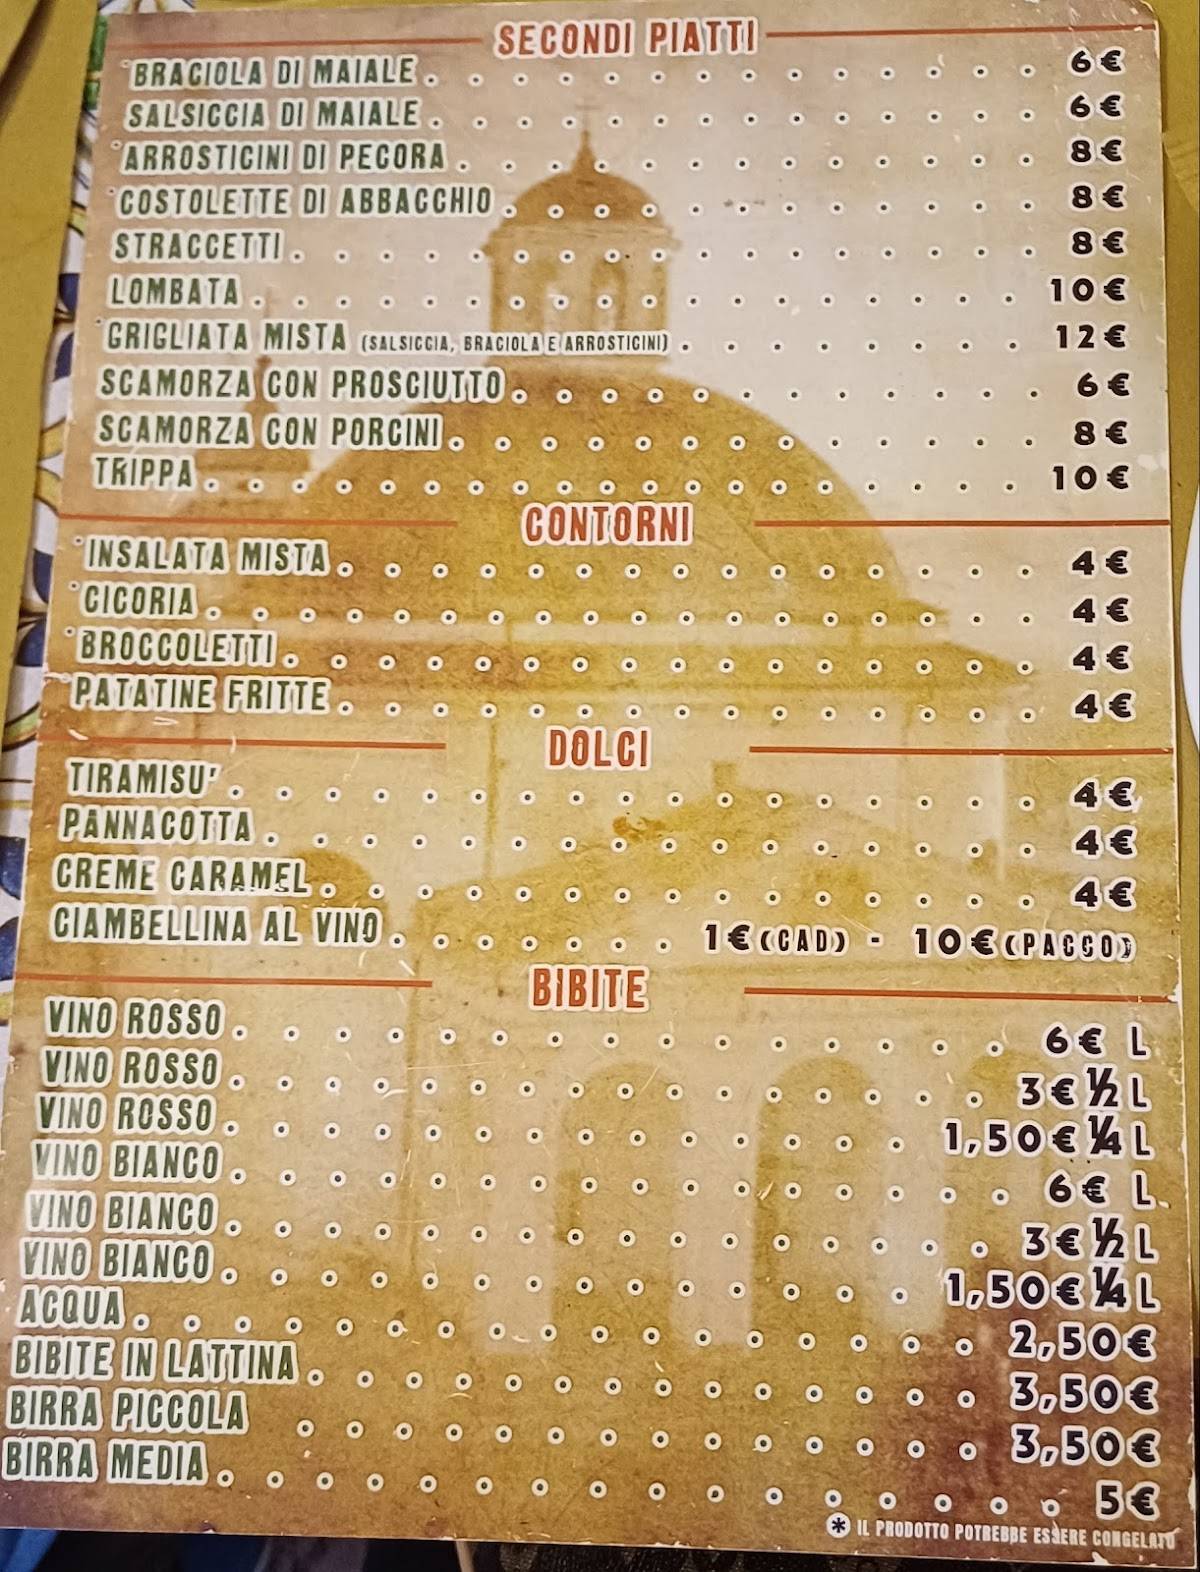 SECONDI PIATTI
*BRACIOLA DI MAIALE . . . . . . . . . . . . . . 6€
SALSICCIA DI MAIALE . . . . . . . . . . . . . . 6€
*ARROSTICINI DI PECORA . . . . . . . . . . . . . 8€
*COSTOLETTE DI ABBACCHIO . . . . . . . . . . . . 8€
STRACCETTI . . . . . . . . . . . . . . . . . 8€
LOMBATA . . . . . . . . . . . . . . . . . . 10€
*GRIGLIATA MISTA (SALSICCIA, BRACIOLA E ARROSTICINI) . . . . . . . . 12€
SCAMORZA CON PROSCIUTTO . . . . . . . . . . . . 6€
SCAMORZA CON PORCINI . . . . . . . . . . . . . 8€
TRIPPA . . . . . . . . . . . . . . . . . . . 10€
CONTORNI
*INSALATA MISTA . . . . . . . . . . . . . . . 4€
*CICORIA . . . . . . . . . . . . . . . . . . 4€
*BROCCOLETTI . . . . . . . . . . . . . . . . 4€
*PATATINE FRITTE . . . . . . . . . . . . . . . 4€
DOLCI
TIRAMISU' . . . . . . . . . . . . . . . . . 4€
PANNACOTTA . . . . . . . . . . . . . . . . 4€
CREME CARAMEL . . . . . . . . . . . . . . . 4€
CIAMBELLINA AL VINO . . . . . . . 1€(CAD) - 10€(PACCO)
BIBITE
VINO ROSSO . . . . . . . . . . . . . . . 6€ L
VINO ROSSO . . . . . . . . . . . . . . . 3€ ½ L
VINO ROSSO . . . . . . . . . . . . . . 1,50€ ¼ L
VINO BIANCO . . . . . . . . . . . . . . . . 6€ L
VINO BIANCO . . . . . . . . . . . . . . . 3€ ½ L
VINO BIANCO . . . . . . . . . . . . . . 1,50€ ¼ L
ACQUA . . . . . . . . . . . . . . . . . 2,50€
BIBITE IN LATTINA . . . . . . . . . . . . . . 3,50€
BIRRA PICCOLA . . . . . . . . . . . . . . 3,50€
BIRRA MEDIA . . . . . . . . . . . . . . . 5€
* IL PRODOTTO POTREBBE ESSERE CONGELATO